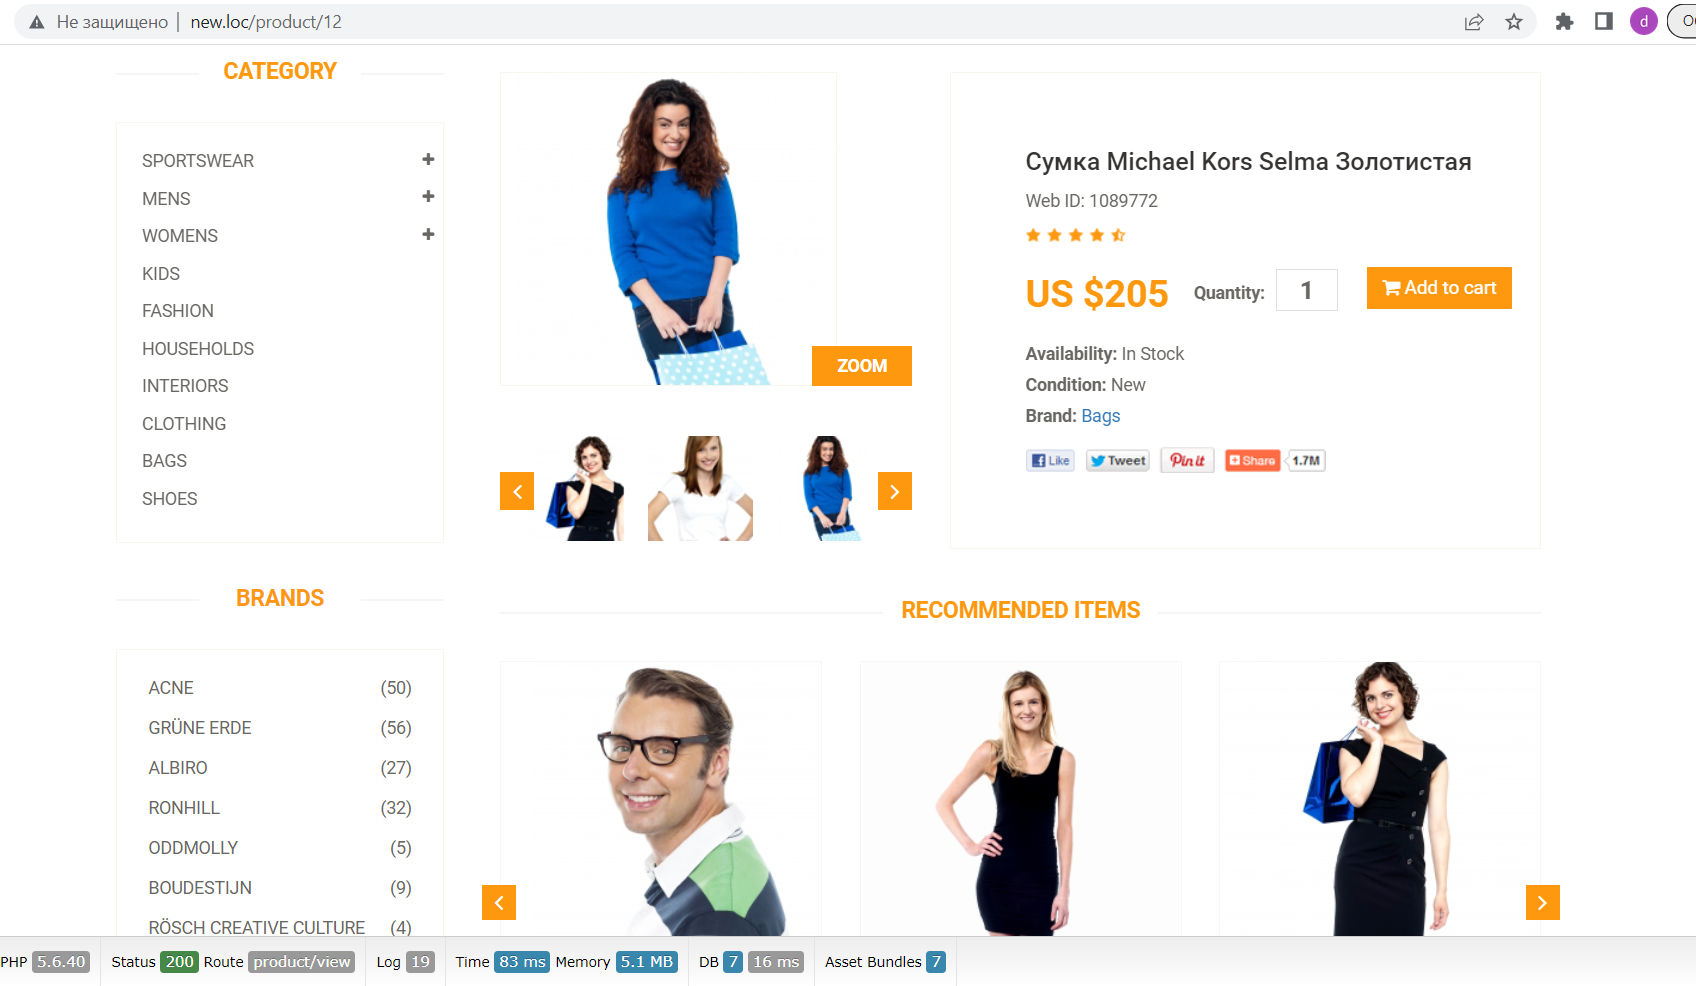 Не защищено | new.loc/product/12
d
CATEGORY
SPORTSWEAR
MENS
WOMENS
KIDS
FASHION
HOUSEHOLDS
INTERIORS
CLOTHING
BAGS
SHOES
BRANDS
ACNE (50)
GRÜNE ERDE (56)
ALBIRO (27)
RONHILL (32)
ODDMOLLY (5)
BOUDESTIJN (9)
RÖSCH CREATIVE CULTURE (4)
ZOOM
Сумка Michael Kors Selma Золотистая
Web ID: 1089772
US $205 Quantity: 1 Add to cart
Availability: In Stock
Condition: New
Brand: Bags
Like Tweet Pin it Share 1.7M
RECOMMENDED ITEMS
PHP 5.6.40 Status 200 Route product/view Log 19 Time 83 ms Memory 5.1 MB DB 7 16 ms Asset Bundles 7